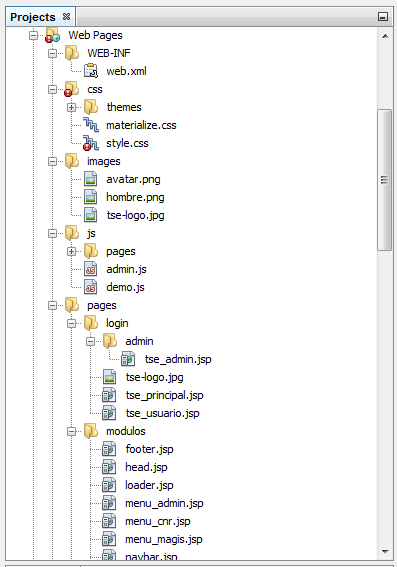 Projects
Web Pages
WEB-INF
web.xml
css
themes
materialize.css
style.css
images
avatar.png
hombre.png
tse-logo.jpg
js
pages
admin.js
demo.js
pages
login
admin
tse_admin.jsp
tse-logo.jpg
tse_principal.jsp
tse_usuario.jsp
modulos
footer.jsp
head.jsp
loader.jsp
menu_admin.jsp
menu_cnr.jsp
menu_magis.jsp
navbar.jsp